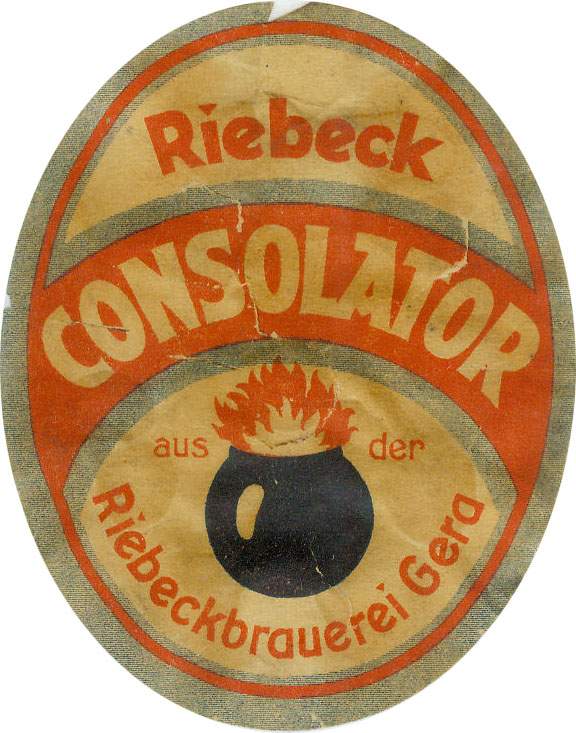 Riebeck
CONSOLATOR
aus der
Riebeckbrauerei Gera